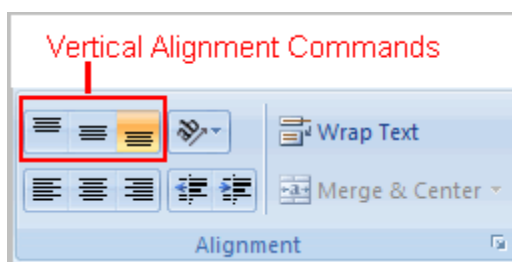 Vertical Alignment Commands
Wrap Text
Merge & Center
Alignment